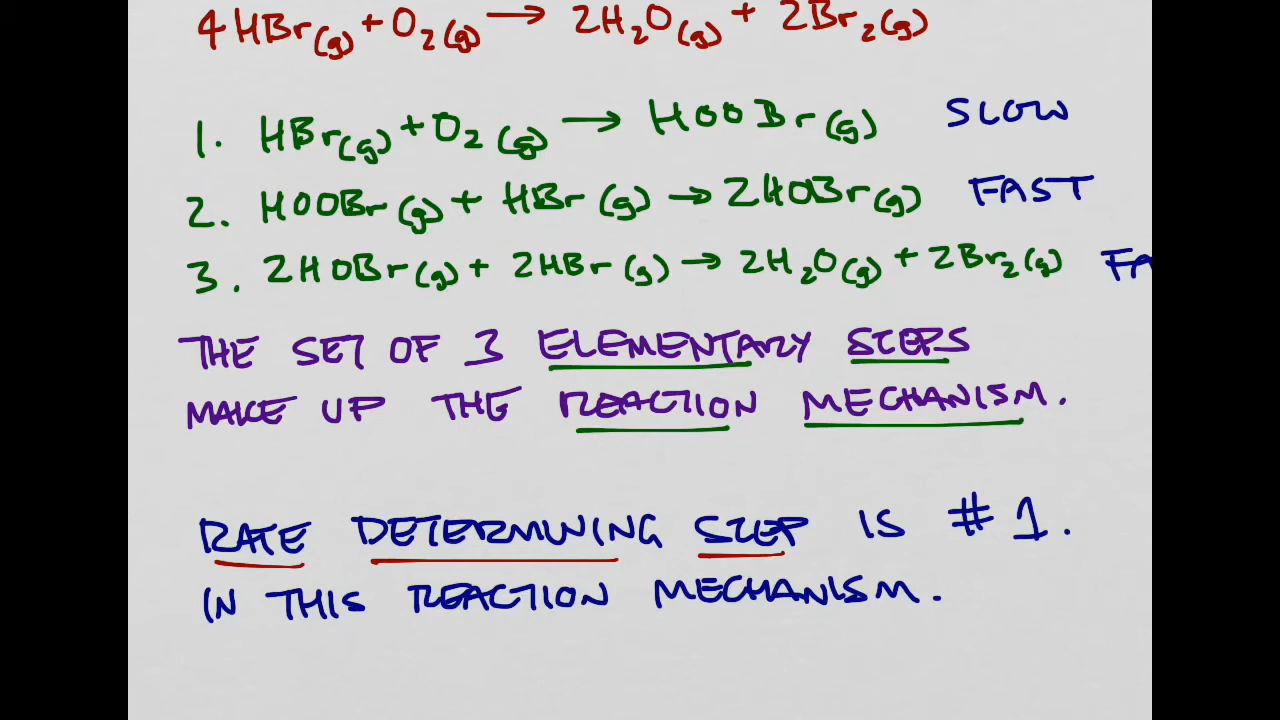 4HBr(g) + O₂(g) → 2H₂O(g) + 2Br₂(g)
1. HBr(g) + O₂(g) → HOOBr(g) SLOW
2. HOOBr(g) + HBr(g) → 2HOBr(g) FAST
3. 2HOBr(g) + 2HBr(g) → 2H₂O(g) + 2Br₂(g) FA
THE SET OF 3 ELEMENTARY STEPS
MAKE UP THE REACTION MECHANISM.
RATE DETERMINING STEP IS #1.
IN THIS REACTION MECHANISM.